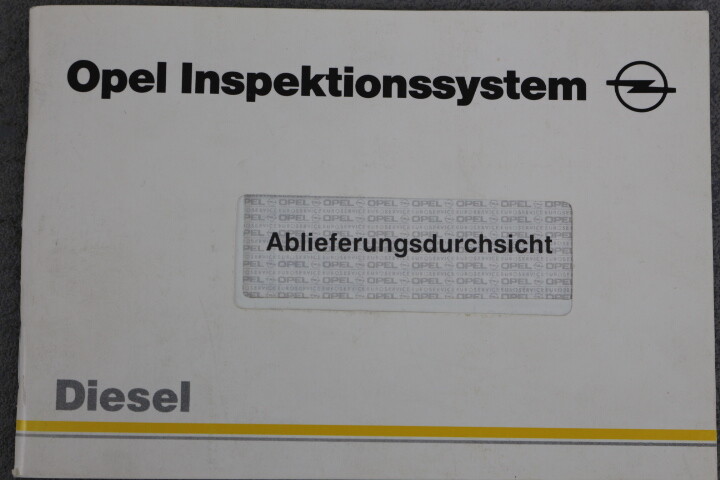 Opel Inspektionssystem
Ablieferungsdurchsicht
Diesel